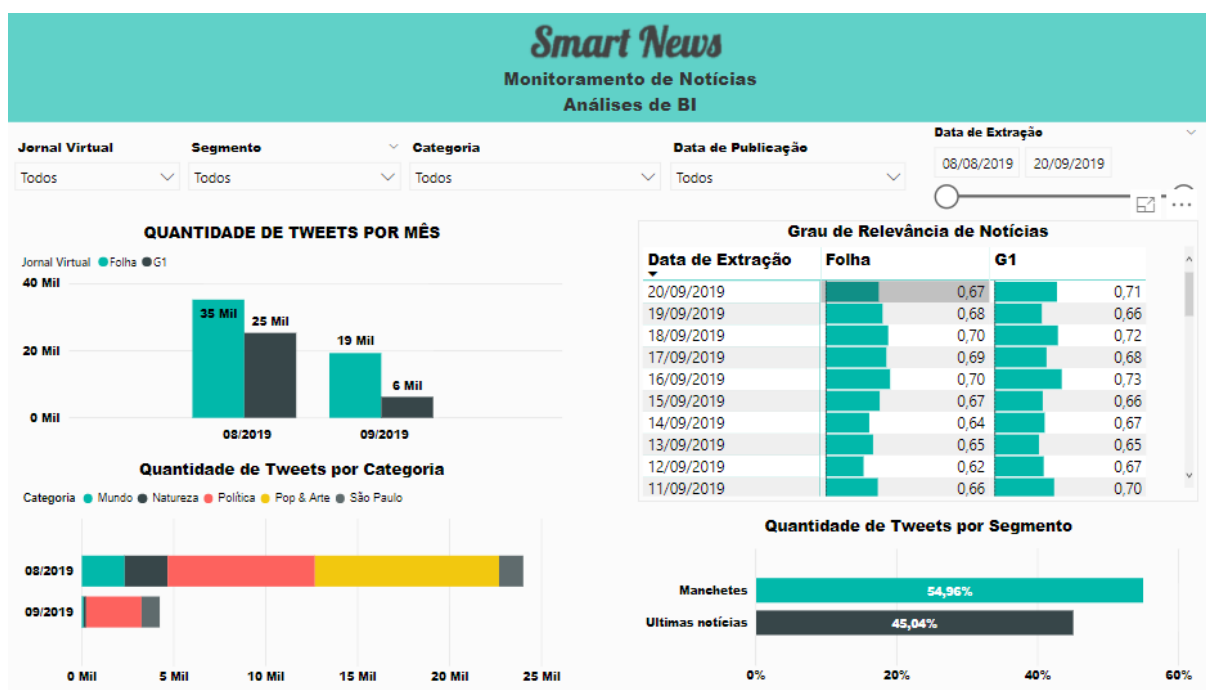 Smart News
Monitoramento de Notícias
Análises de BI
Jornal Virtual
Todos
Segmento
Todos
Categoria
Todos
Data de Publicação
Todos
Data de Extração
08/08/2019 20/09/2019
QUANTIDADE DE TWEETS POR MÊS
Jornal Virtual Folha G1
40 Mil
20 Mil
0 Mil
35 Mil
25 Mil
19 Mil
6 Mil
08/2019 09/2019
Grau de Relevância de Notícias
Data de Extração Folha G1
20/09/2019 0,67 0,71
19/09/2019 0,68 0,66
18/09/2019 0,70 0,72
17/09/2019 0,69 0,68
16/09/2019 0,70 0,73
15/09/2019 0,67 0,66
14/09/2019 0,64 0,67
13/09/2019 0,65 0,65
12/09/2019 0,62 0,67
11/09/2019 0,66 0,70
Quantidade de Tweets por Categoria
Categoria Mundo Natureza Política Pop & Arte São Paulo
08/2019
09/2019
0 Mil 5 Mil 10 Mil 15 Mil 20 Mil 25 Mil
Quantidade de Tweets por Segmento
Manchetes 54,96%
Ultimas notícias 45,04%
0% 20% 40% 60%